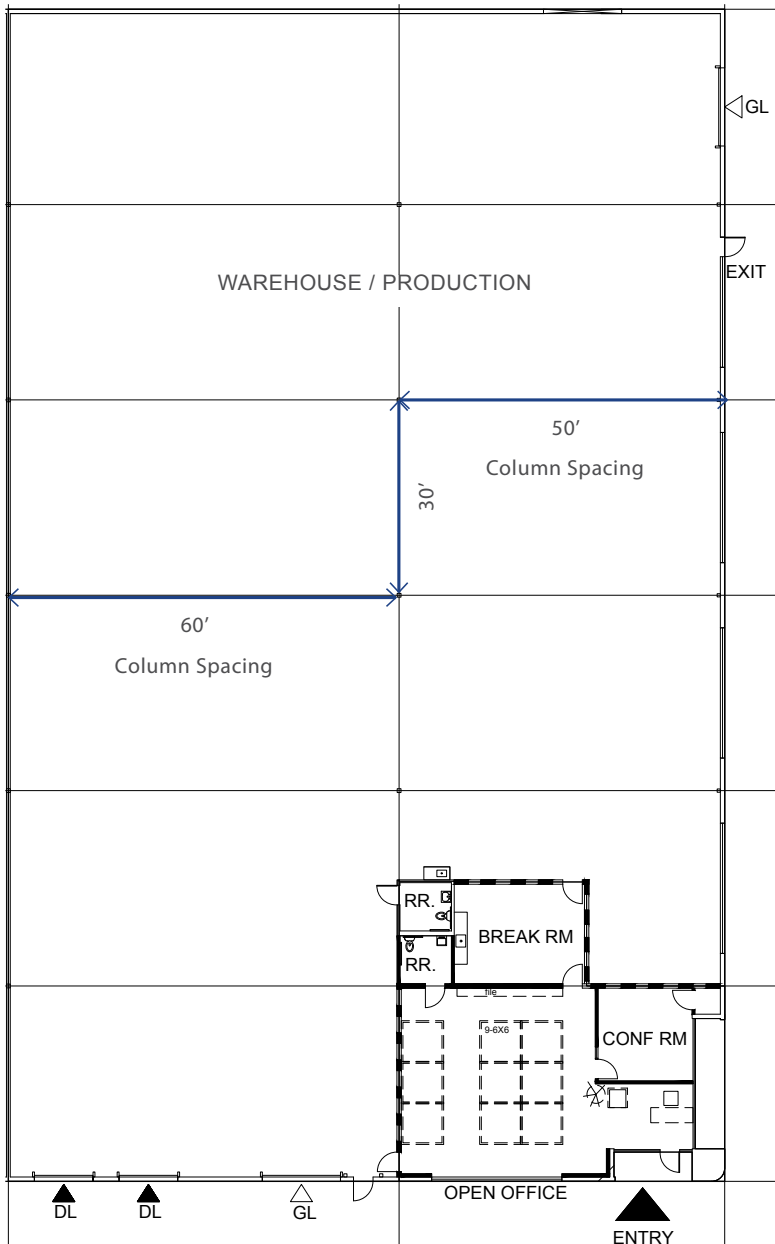 GL
EXIT
WAREHOUSE / PRODUCTION
50’
Column Spacing
30’
60’
Column Spacing
RR.
BREAK RM
RR.
file
9-6X6
CONF RM
OPEN OFFICE
DL
DL
GL
ENTRY